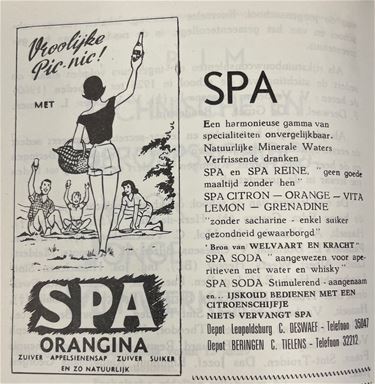 Vroolijke
Pic-nic!
MET
SPA
ORANGINA
ZUIVER APPELSIENENSAP ZUIVER SUIKER
EN ZO NATUURLIJK
SPA
Een harmonieuse gamma van
specialiteiten onvergelijkbaar.
Natuurlijke Minerale Waters
Verfrissende dranken
SPA en SPA REINE, "geen goede
maaltijd zonder hen"
SPA CITRON — ORANGE - VITA
LEMON - GRENADINE
"zonder sacharine - enkel suiker
gezondheid gewaarborgd"
'Bron van WELVAART EN KRACHT"
SPA SODA "aangewezen voor ape-
ritieven met water en whisky"
SPA SODA Stimulerend - aangenaam
en... IJSKOUD BEDIENEN MET EEN
CITROENSCHIJFJE
NIETS VERVANGT SPA
Depot Leopoldsburg C. DESWAEF - Telefoon 35047
Depot BERINGEN C. TIELENS - Telefoon 32212